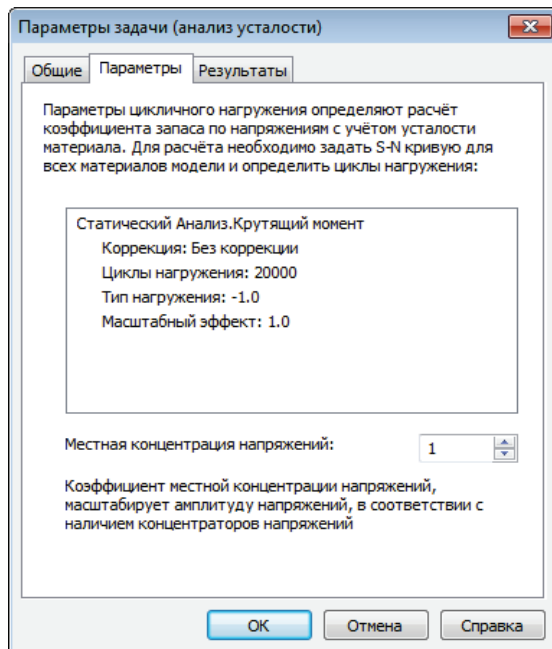 Параметры задачи (анализ усталости)
Общие Параметры Результаты
Параметры цикличного нагружения определяют расчёт
коэффициента запаса по напряжениям с учётом усталости
материала. Для расчёта необходимо задать S-N кривую для
всех материалов модели и определить циклы нагружения:
Статический Анализ.Крутящий момент
Коррекция: Без коррекции
Циклы нагружения: 20000
Тип нагружения: -1.0
Масштабный эффект: 1.0
Местная концентрация напряжений: 1
Коэффициент местной концентрации напряжений,
масштабирует амплитуду напряжений, в соответствии с
наличием концентраторов напряжений
ОК Отмена Справка